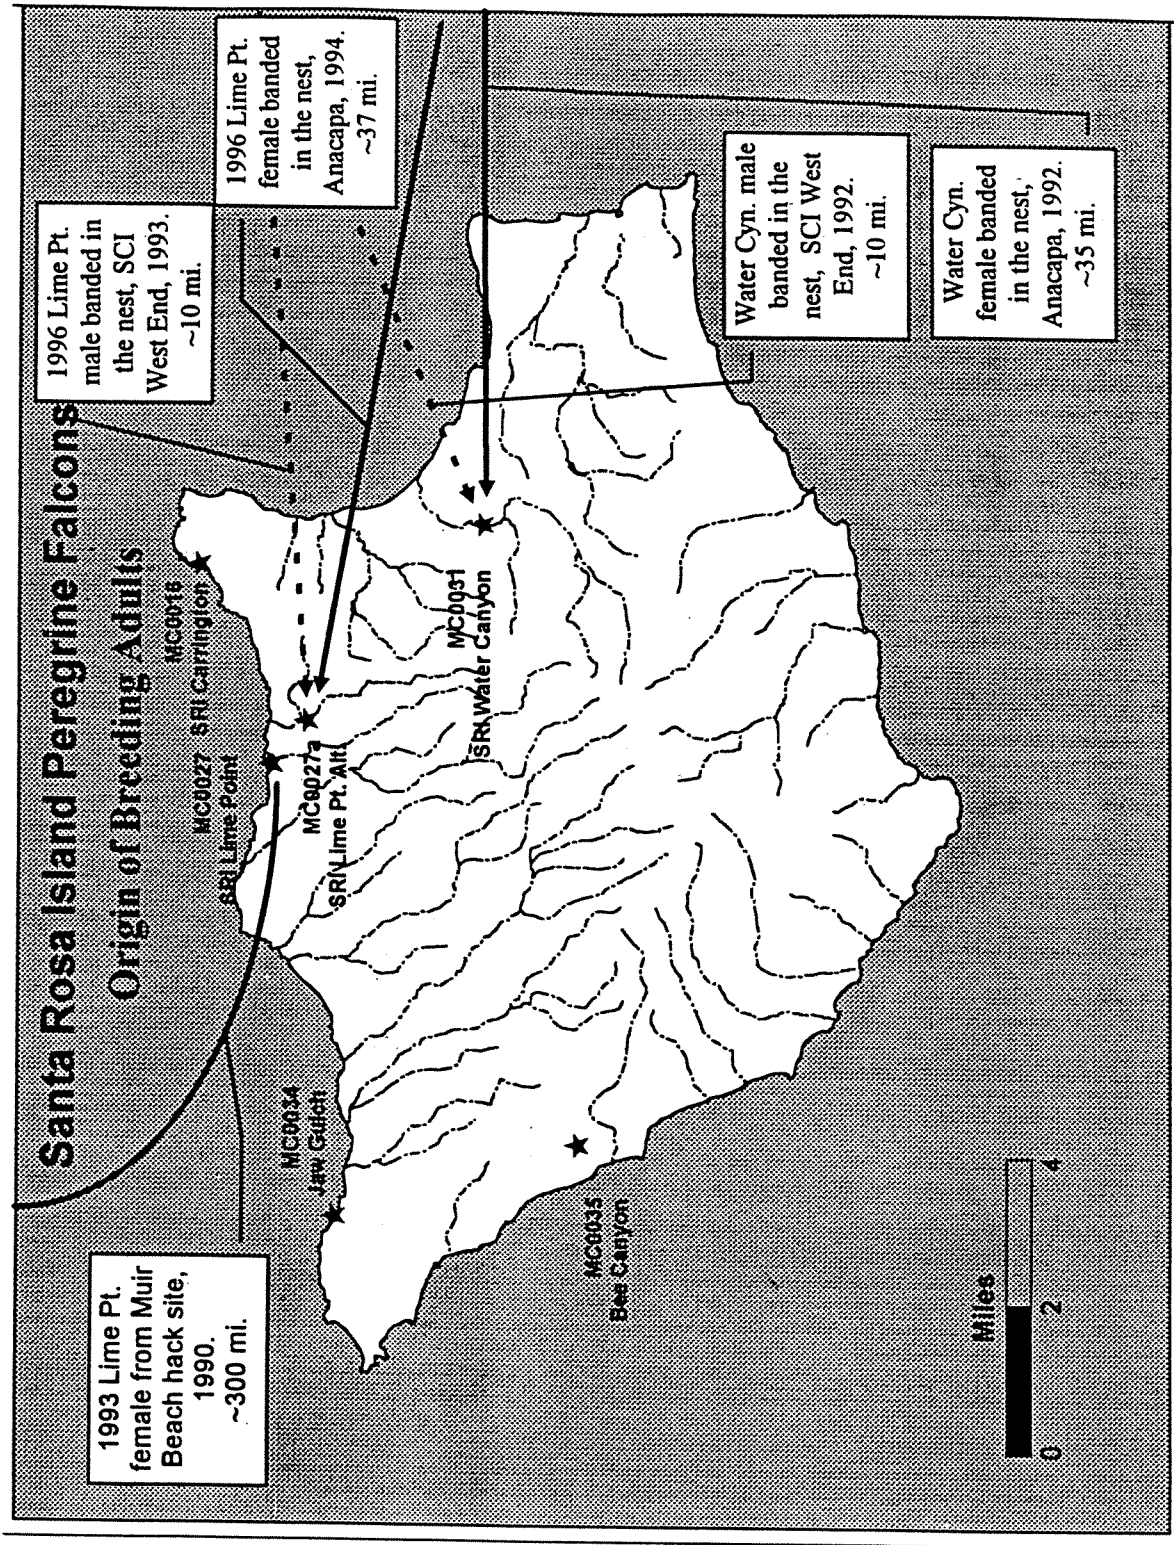 Santa Rosa Island Peregrine Falcons
Origin of Breeding Adults
1993 Lime Pt.
female from Muir
Beach hack site,
1990.
~300 mi.
1996 Lime Pt.
male banded in
the nest, SCI
West End, 1993.
~10 mi.
1996 Lime Pt.
female banded
in the nest,
Anacapa, 1994.
~37 mi.
MC0034
Jaw Gulch
MC0027
SRI Lime Point
MC0027a
SRI Lime Pt. Alt.
MC0016
SRI Carrington
MC0031
SRI Water Canyon
MC0035
Bee Canyon
Water Cyn. male
banded in the
nest, SCI West
End, 1992.
~10 mi.
Water Cyn.
female banded
in the nest,
Anacapa, 1992.
~35 mi.
Miles
0 2 4